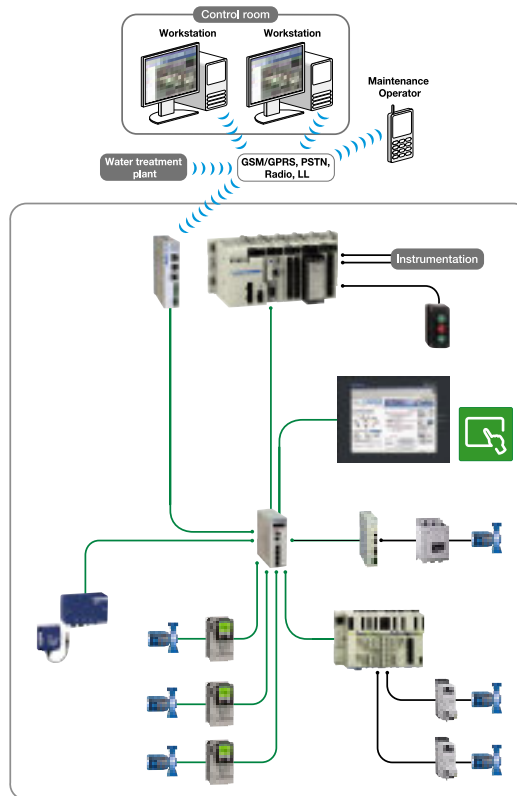 Control room
Workstation
Workstation
Maintenance
Operator
Water treatment
plant
GSM/GPRS, PSTN,
Radio, LL
Instrumentation